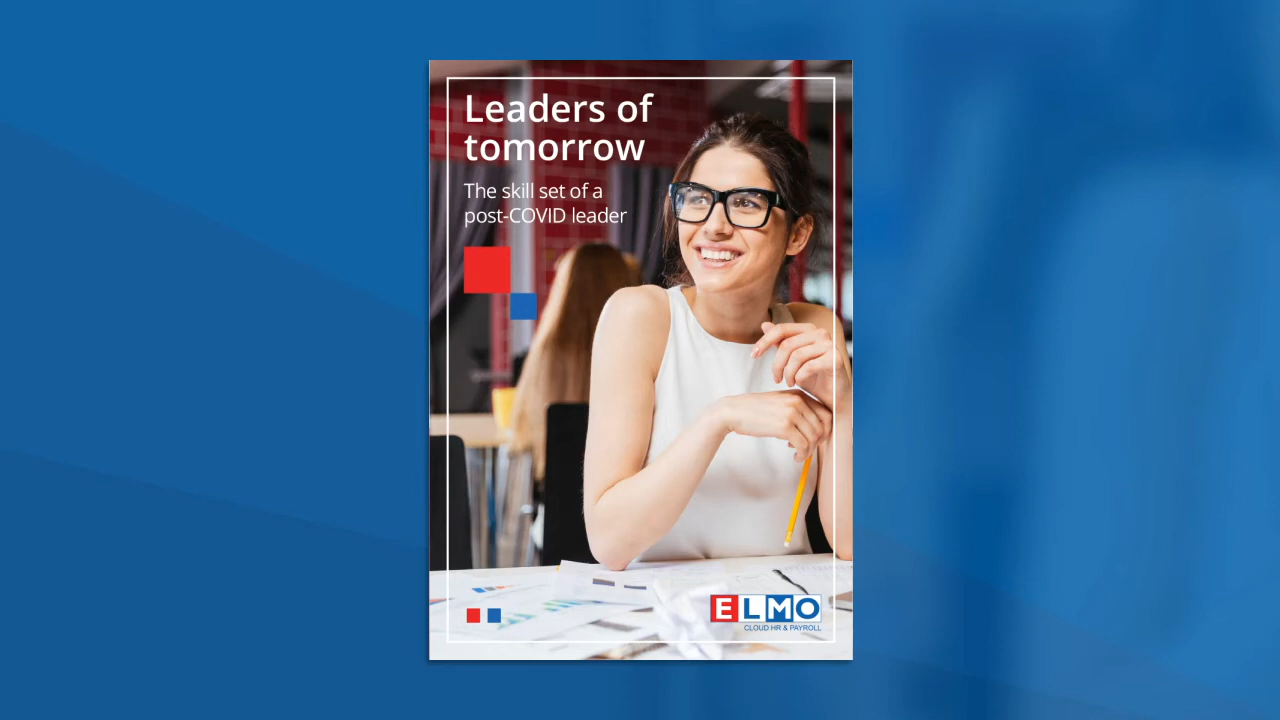 Leaders of
tomorrow
The skill set of a
post-COVID leader
ELMO
CLOUD HR & PAYROLL